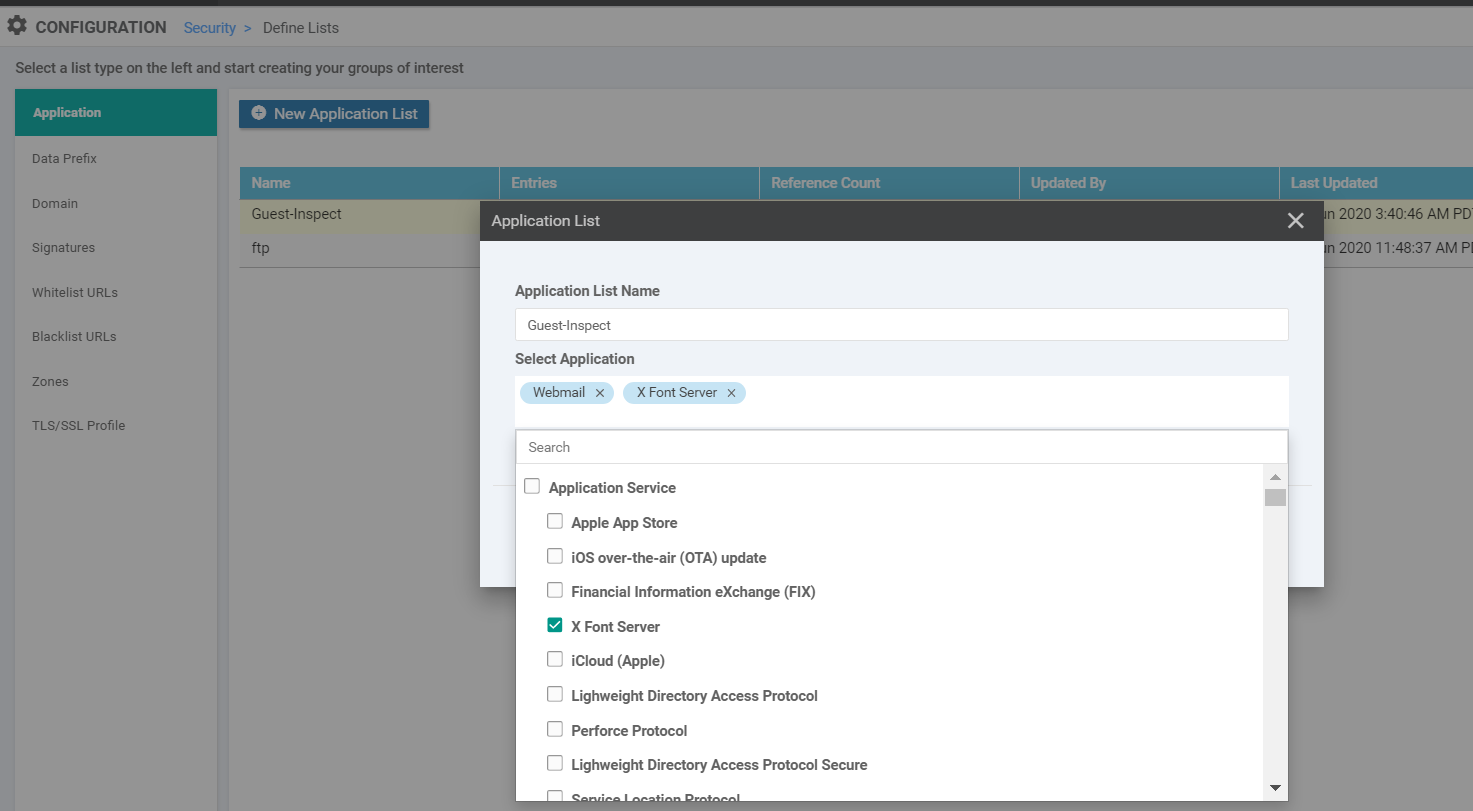 CONFIGURATION Security > Define Lists
Select a list type on the left and start creating your groups of interest
Application
Data Prefix
Domain
Signatures
Whitelist URLs
Blacklist URLs
Zones
TLS/SSL Profile
New Application List
Name Entries Reference Count Updated By Last Updated
Guest-Inspect un 2020 3:40:46 AM PD
ftp un 2020 11:48:37 AM P
Application List
Application List Name
Guest-Inspect
Select Application
Webmail × X Font Server ×
Search
Application Service
Apple App Store
iOS over-the-air (OTA) update
Financial Information eXchange (FIX)
X Font Server
iCloud (Apple)
Lighweight Directory Access Protocol
Perforce Protocol
Lighweight Directory Access Protocol Secure
Service Location Protocol